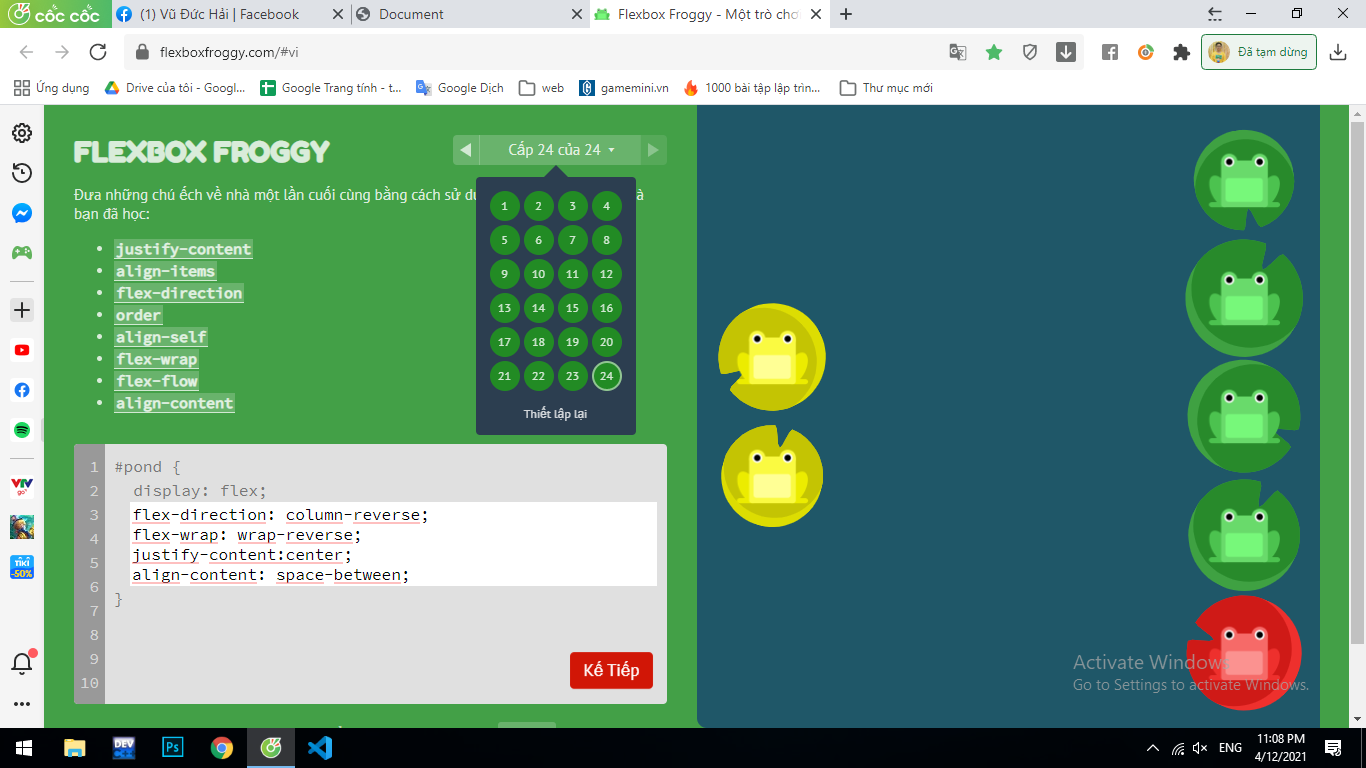 cốc cốc
(1) Vũ Đức Hải | Facebook
Document
Flexbox Froggy - Một trò chơi
flexboxfroggy.com/#vi
Đã tạm dừng
Ứng dụng
Drive của tôi - Googl...
Google Trang tính - t...
Google Dịch
web
gamemini.vn
1000 bài tập lập trìn...
Thư mục mới
FLEXBOX FROGGY
Cấp 24 của 24
Đưa những chú ếch về nhà một lần cuối cùng bằng cách sử
bạn đã học:
justify-content
align-items
flex-direction
order
align-self
flex-wrap
flex-flow
align-content
1 2 3 4
5 6 7 8
9 10 11 12
13 14 15 16
17 18 19 20
21 22 23 24
Thiết lập lại
1 #pond {
2 display: flex;
3 flex-direction: column-reverse;
4 flex-wrap: wrap-reverse;
5 justify-content:center;
6 align-content: space-between;
7 }
8
9
10
Kế Tiếp
Activate Windows
Go to Settings to activate Windows.
VTV
go
TIKI
-50%
DEV
C++
Ps
ENG
11:08 PM
4/12/2021